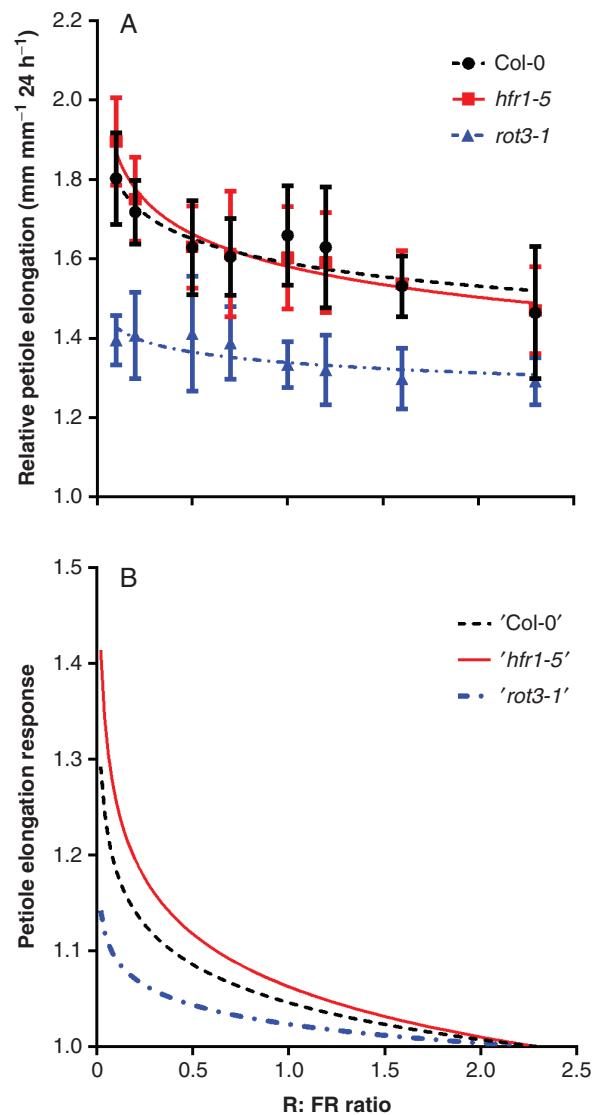 A
Relative petiole elongation (mm mm⁻¹ 24 h⁻¹)
2.2
2.0
1.8
1.6
1.4
1.2
1.0
Col-0
hfr1-5
rot3-1
B
Petiole elongation response
1.5
1.4
1.3
1.2
1.1
1.0
'Col-0'
'hfr1-5'
'rot3-1'
0 0.5 1.0 1.5 2.0 2.5
R: FR ratio